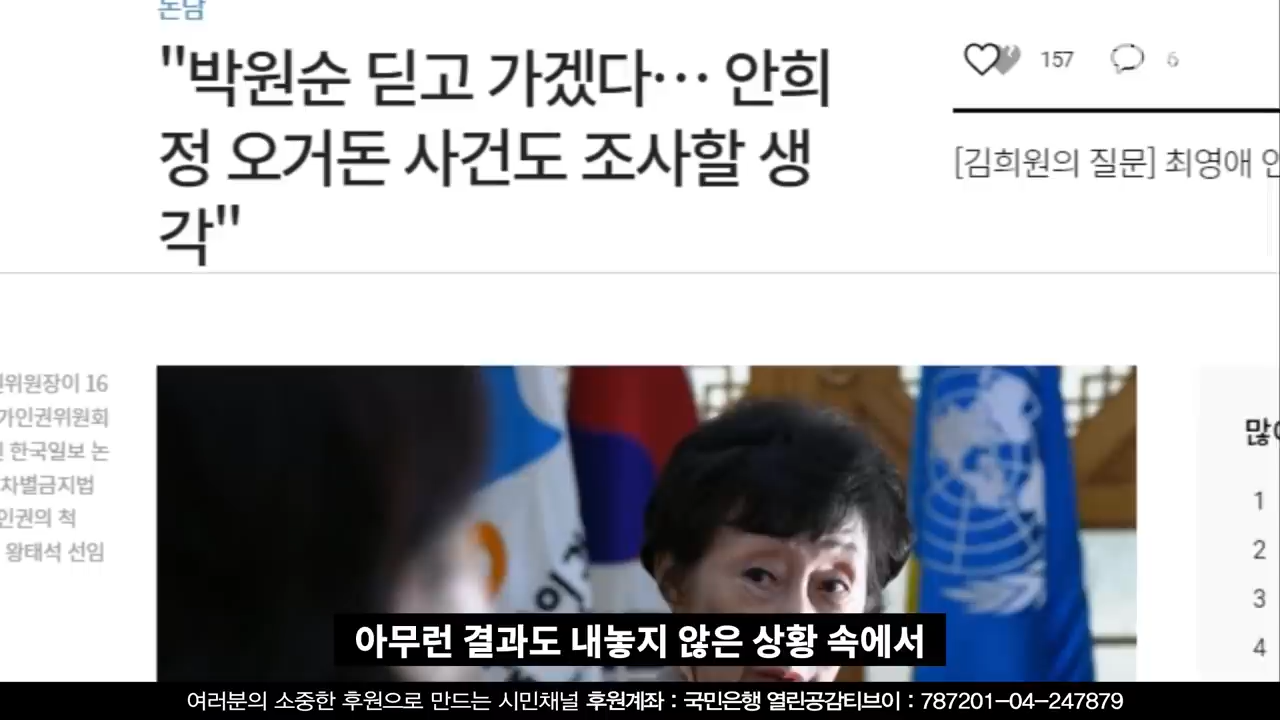 논담
"박원순 딛고 가겠다… 안희
정 오거돈 사건도 조사할 생
각"
157
6
[김희원의 질문] 최영애
위원장이 16
가인권위원회
한국일보 논
차별금지법
인권의 척
왕태석 선임
1
2
3
4
아무런 결과도 내놓지 않은 상황 속에서
여러분의 소중한 후원으로 만드는 시민채널 후원계좌 : 국민은행 열린공감티브이 : 787201-04-247879